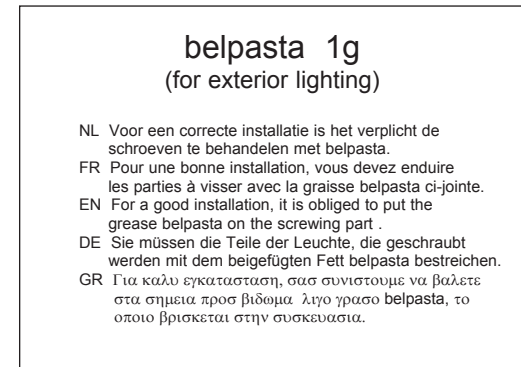 belpasta 1g
(for exterior lighting)
NL Voor een correcte installatie is het verplicht de
schroeven te behandelen met belpasta.
FR Pour une bonne installation, vous devez enduire
les parties à visser avec la graisse belpasta ci-jointe.
EN For a good installation, it is obliged to put the
grease belpasta on the screwing part .
DE Sie müssen die Teile der Leuchte, die geschraubt
werden mit dem beigefügten Fett belpasta bestreichen.
GR Για καλυ εγκατασταση, σασ συνιστουμε να βαλετε
στα σημεια προσ βιδωμα λιγο γρασο belpasta, το
οποιο βρισκεται στην συσκευασια.